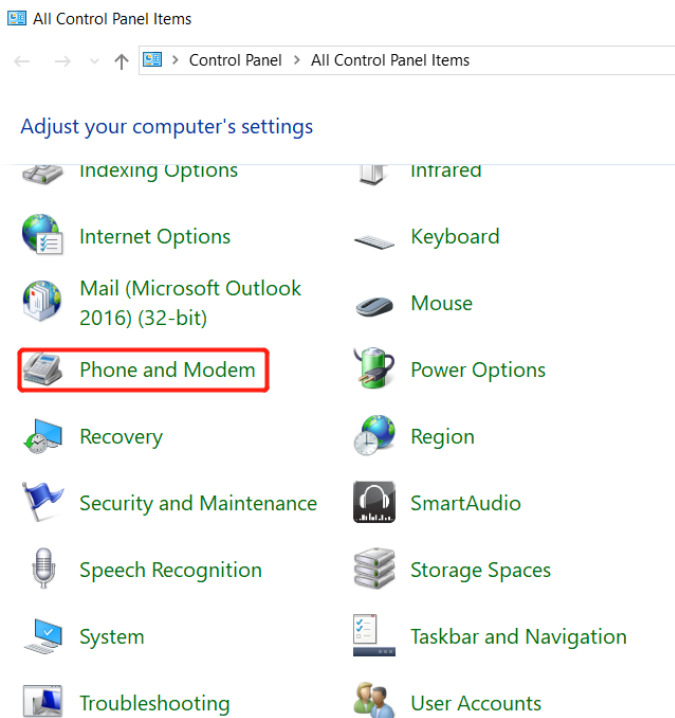 All Control Panel Items
Control Panel > All Control Panel Items
Adjust your computer's settings
Indexing Options
Infrared
Internet Options
Keyboard
Mail (Microsoft Outlook
2016) (32-bit)
Mouse
Phone and Modem
Power Options
Recovery
Region
Security and Maintenance
SmartAudio
Speech Recognition
Storage Spaces
System
Taskbar and Navigation
Troubleshooting
User Accounts